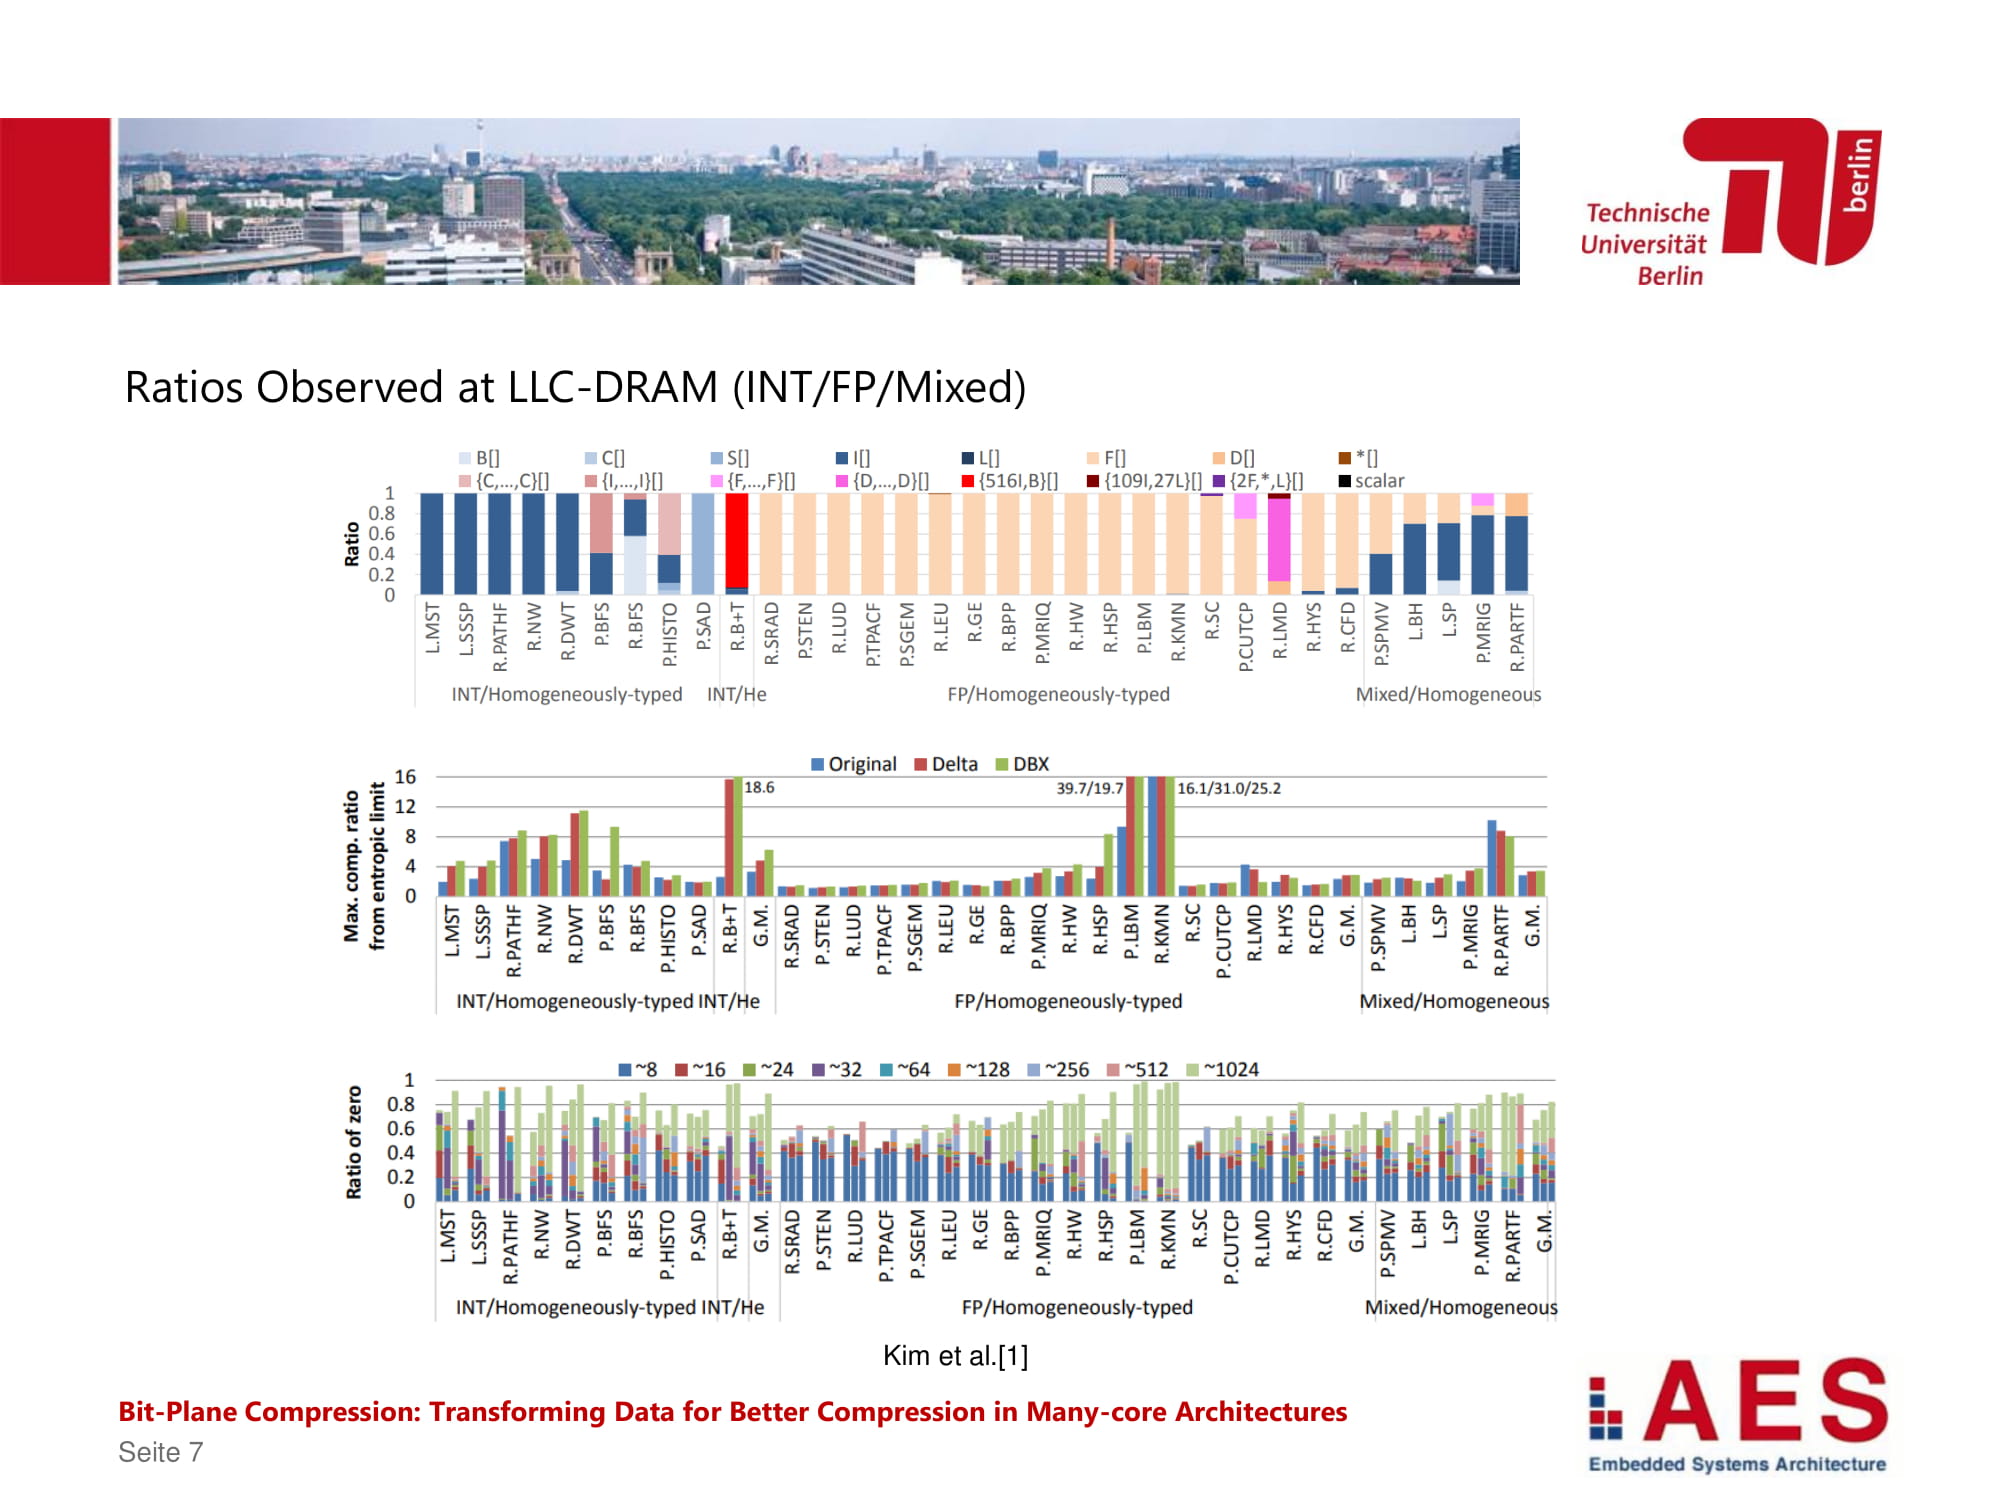 Technische
Universität
Berlin
berlin
Ratios Observed at LLC-DRAM (INT/FP/Mixed)
B[] C[] S[] I[] L[] F[] D[] *[]
{C,...,C}[] {I,...,I}[] {F,...,F}[] {D,...,D}[] {516I,B}[] {109I,27L}[] {2F,*,L}[] scalar
Ratio
1
0.8
0.6
0.4
0.2
0
L.MST L.SSSP R.PATHF R.NW R.DWT P.BFS R.BFS P.HISTO P.SAD R.B+T R.SRAD P.STEN R.LUD P.TPACF P.SGEM R.LEU R.GE R.BPP P.MRIQ R.HW R.HSP P.LBM R.KMN R.SC P.CUTCP R.LMD R.HYS R.CFD P.SPMV L.BH L.SP P.MRIG R.PARTF
INT/Homogeneously-typed INT/He FP/Homogeneously-typed Mixed/Homogeneous
Original Delta DBX
Max. comp. ratio
from entropic limit
16
12
8
4
0
18.6 39.7/19.7 16.1/31.0/25.2
L.MST L.SSSP R.PATHF R.NW R.DWT P.BFS R.BFS P.HISTO P.SAD R.B+T G.M. R.SRAD P.STEN R.LUD P.TPACF P.SGEM R.LEU R.GE R.BPP P.MRIQ R.HW R.HSP P.LBM R.KMN R.SC P.CUTCP R.LMD R.HYS R.CFD G.M. P.SPMV L.BH L.SP P.MRIG R.PARTF G.M.
INT/Homogeneously-typed INT/He FP/Homogeneously-typed Mixed/Homogeneous
~8 ~16 ~24 ~32 ~64 ~128 ~256 ~512 ~1024
Ratio of zero
1
0.8
0.6
0.4
0.2
0
L.MST L.SSSP R.PATHF R.NW R.DWT P.BFS R.BFS P.HISTO P.SAD R.B+T G.M. R.SRAD P.STEN R.LUD P.TPACF P.SGEM R.LEU R.GE R.BPP P.MRIQ R.HW R.HSP P.LBM R.KMN R.SC P.CUTCP R.LMD R.HYS R.CFD G.M. P.SPMV L.BH L.SP P.MRIG R.PARTF G.M.
INT/Homogeneously-typed INT/He FP/Homogeneously-typed Mixed/Homogeneous
Kim et al.[1]
Bit-Plane Compression: Transforming Data for Better Compression in Many-core Architectures
Seite 7
AES
Embedded Systems Architecture